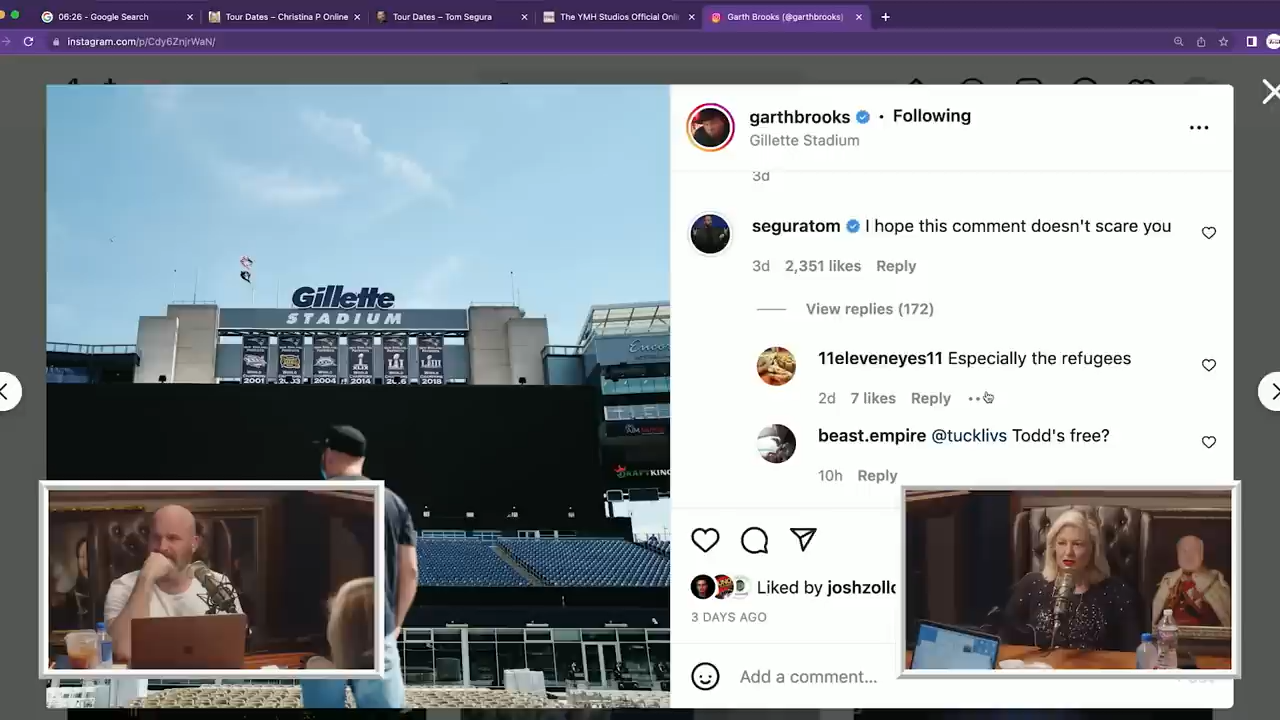 06:26 - Google Search
Tour Dates – Christina P Online
Tour Dates – Tom Segura
The YMH Studios Official Onli
Garth Brooks (@garthbrooks)
instagram.com/p/Cdy6ZnjrWaN/
garthbrooks • Following
Gillette Stadium
3d
seguratom I hope this comment doesn't scare you
3d 2,351 likes Reply
View replies (172)
11eleveneyes11 Especially the refugees
2d 7 likes Reply
beast.empire @tucklivs Todd's free?
10h Reply
Liked by joshzollo
3 DAYS AGO
Add a comment...
Gillette
STADIUM
2001 2003 2004 2014 2016 2018
DRAFTKING